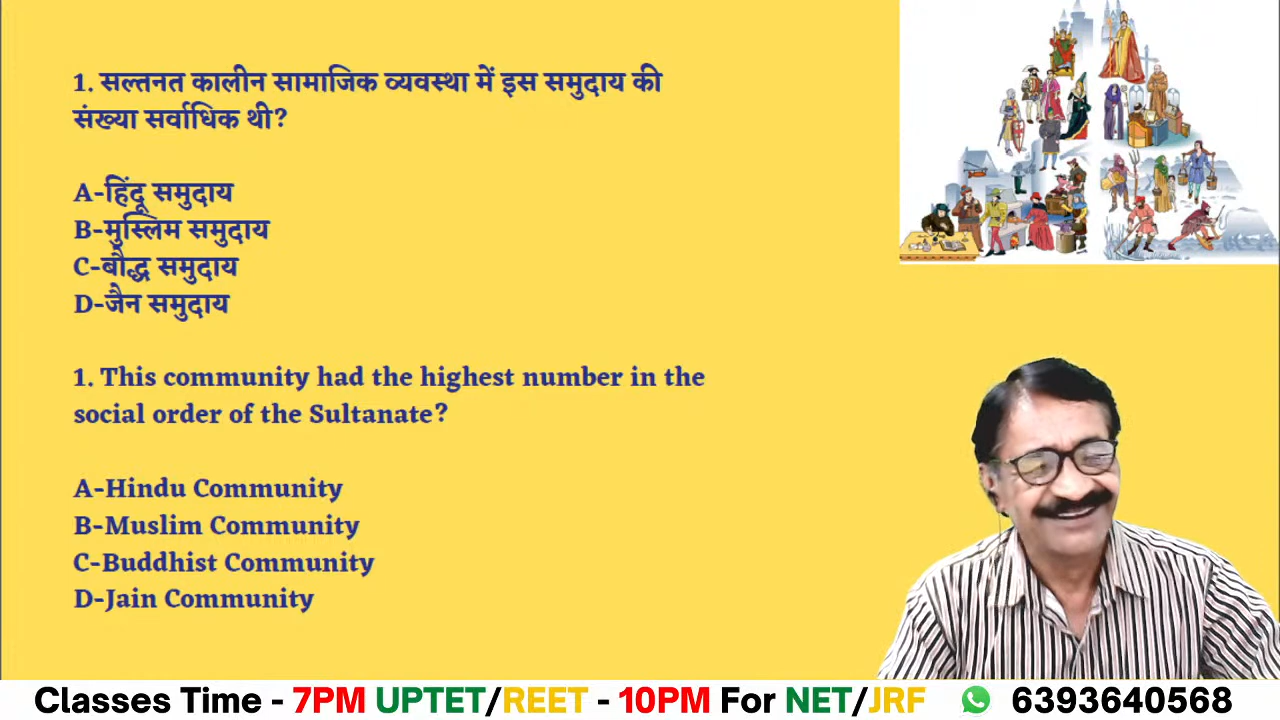 1. सल्तनत कालीन सामाजिक व्यवस्था में इस समुदाय की
संख्या सर्वाधिक थी?
A-हिंदू समुदाय
B-मुस्लिम समुदाय
C-बौद्ध समुदाय
D-जैन समुदाय
1. This community had the highest number in the
social order of the Sultanate?
A-Hindu Community
B-Muslim Community
C-Buddhist Community
D-Jain Community
Classes Time - 7PM UPTET/REET - 10PM For NET/JRF 6393640568